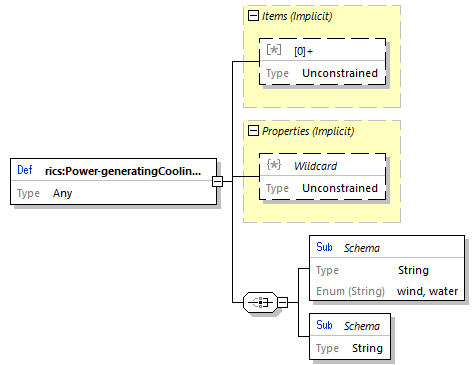 Items (Implicit)
[0]+
Type Unconstrained
Properties (Implicit)
Wildcard
Type Unconstrained
Def rics:Power-generatingCoolin...
Type Any
Sub Schema
Type String
Enum (String) wind, water
Sub Schema
Type String